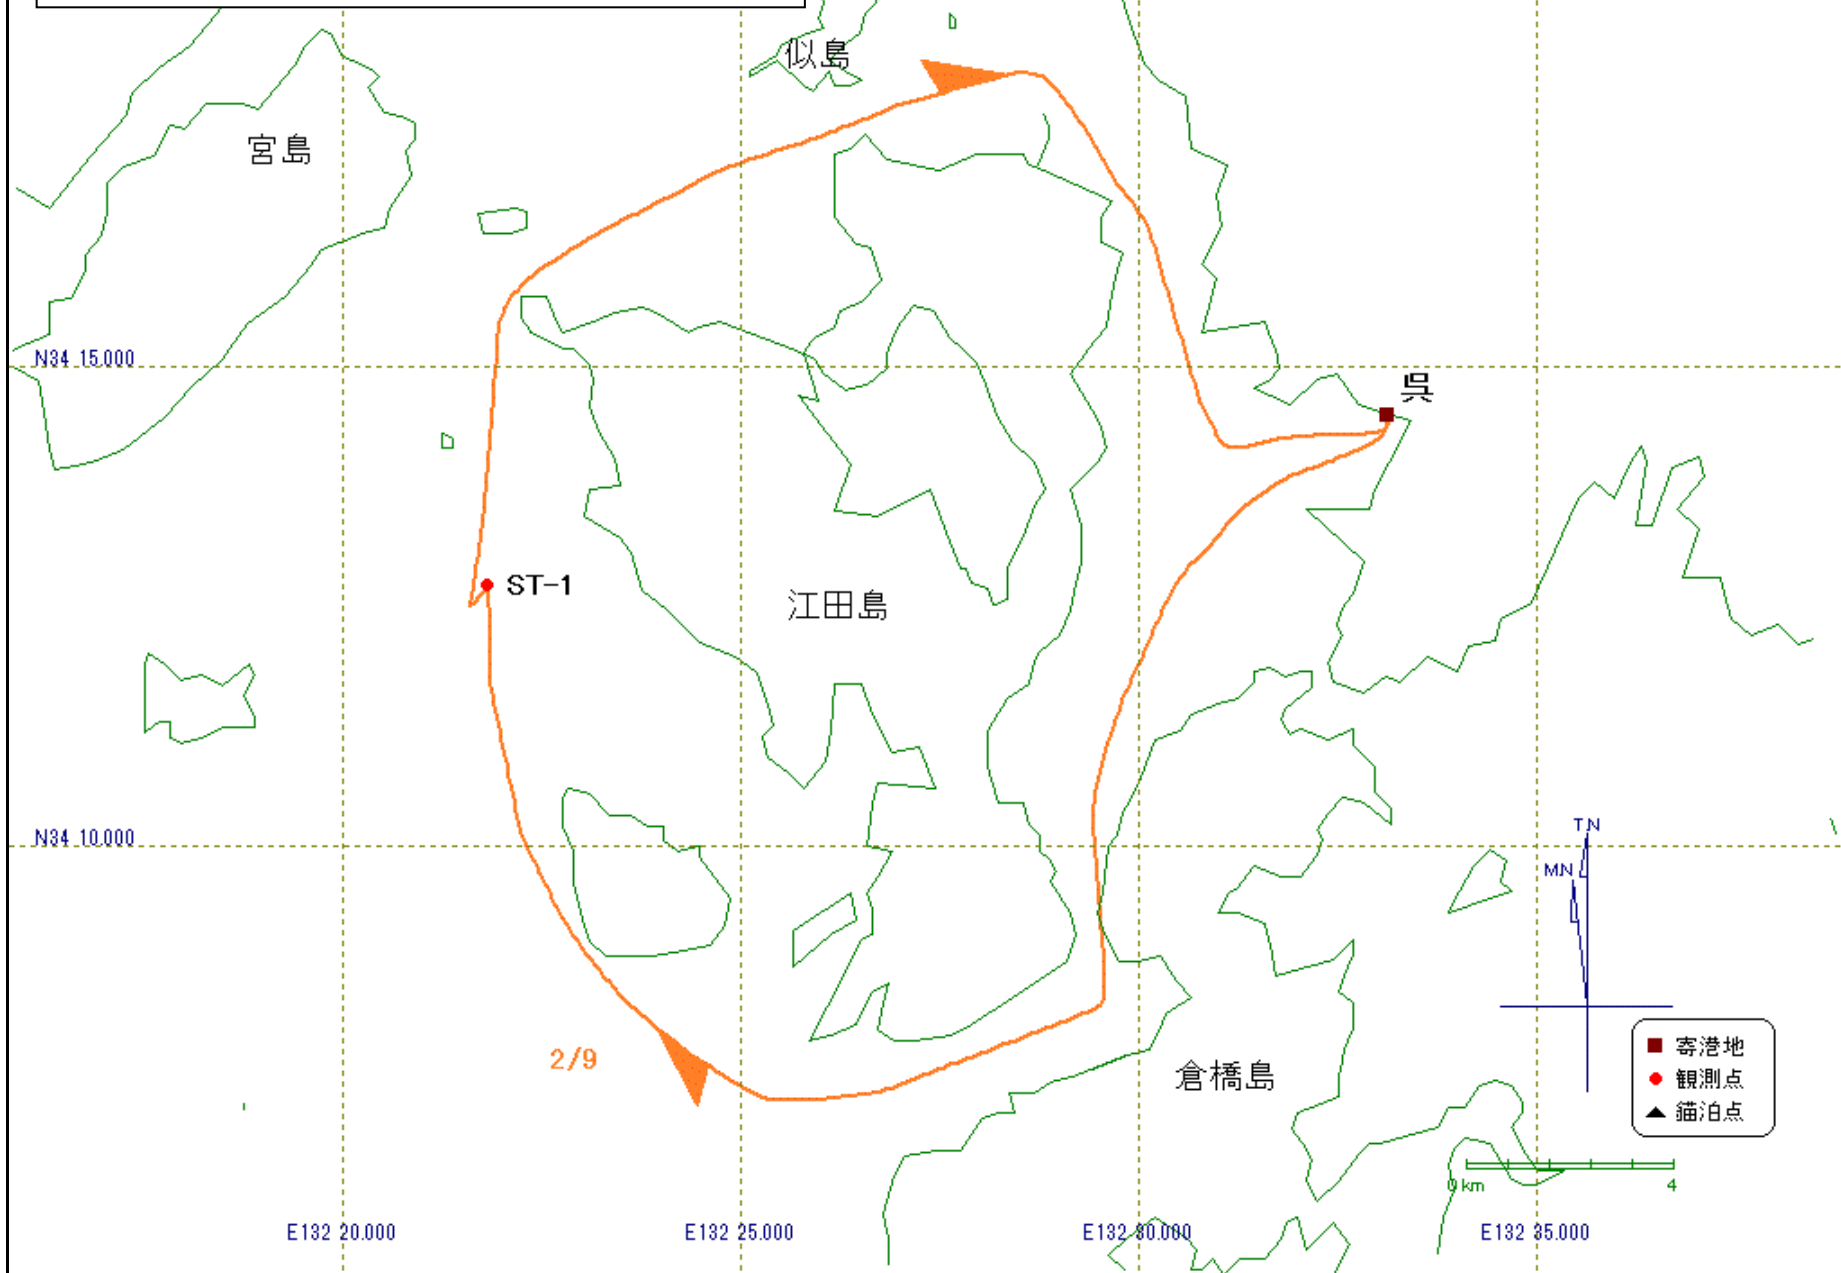 似島
宮島
N34 15.000
呉
ST-1
江田島
N34 10.000
TN
MN
2/9
倉橋島
寄港地
観測点
錨泊点
0 km 4
E132 20.000 E132 25.000 E132 30.000 E132 35.000